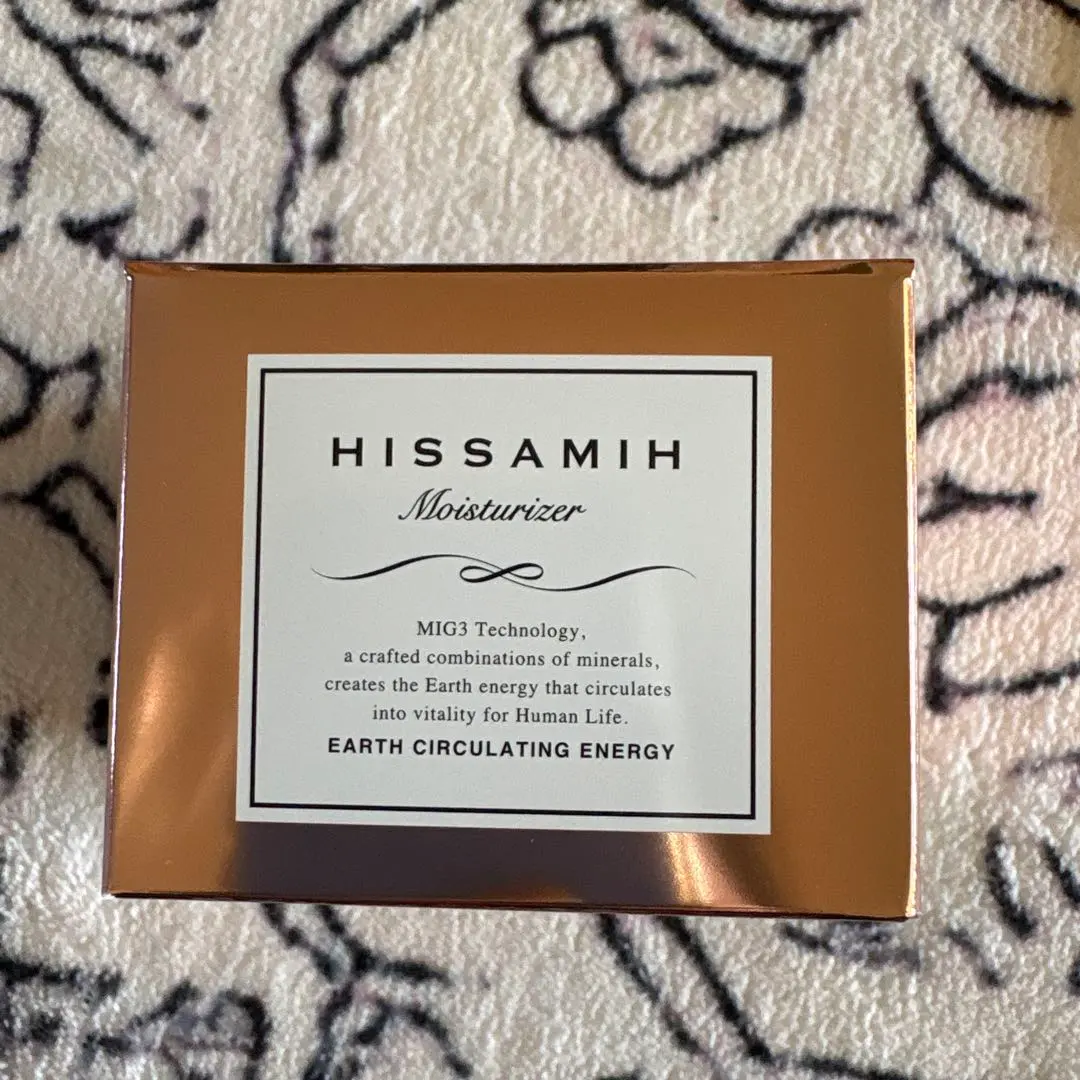 HISSAMIH
Moisturizer
MIG3 Technology,
a crafted combinations of minerals,
creates the Earth energy that circulates
into vitality for Human Life.
EARTH CIRCULATING ENERGY